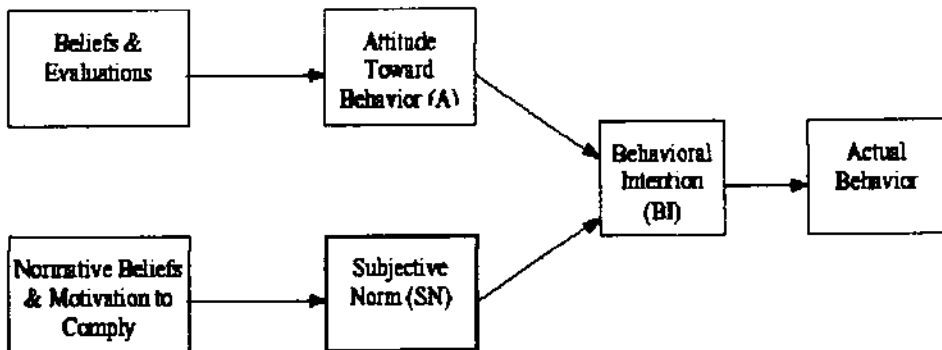 Beliefs &
Evaluations
Attitude
Toward
Behavior (A)
Normative Beliefs
& Motivation to
Comply
Subjective
Norm (SN)
Behavioral
Intention
(BI)
Actual
Behavior